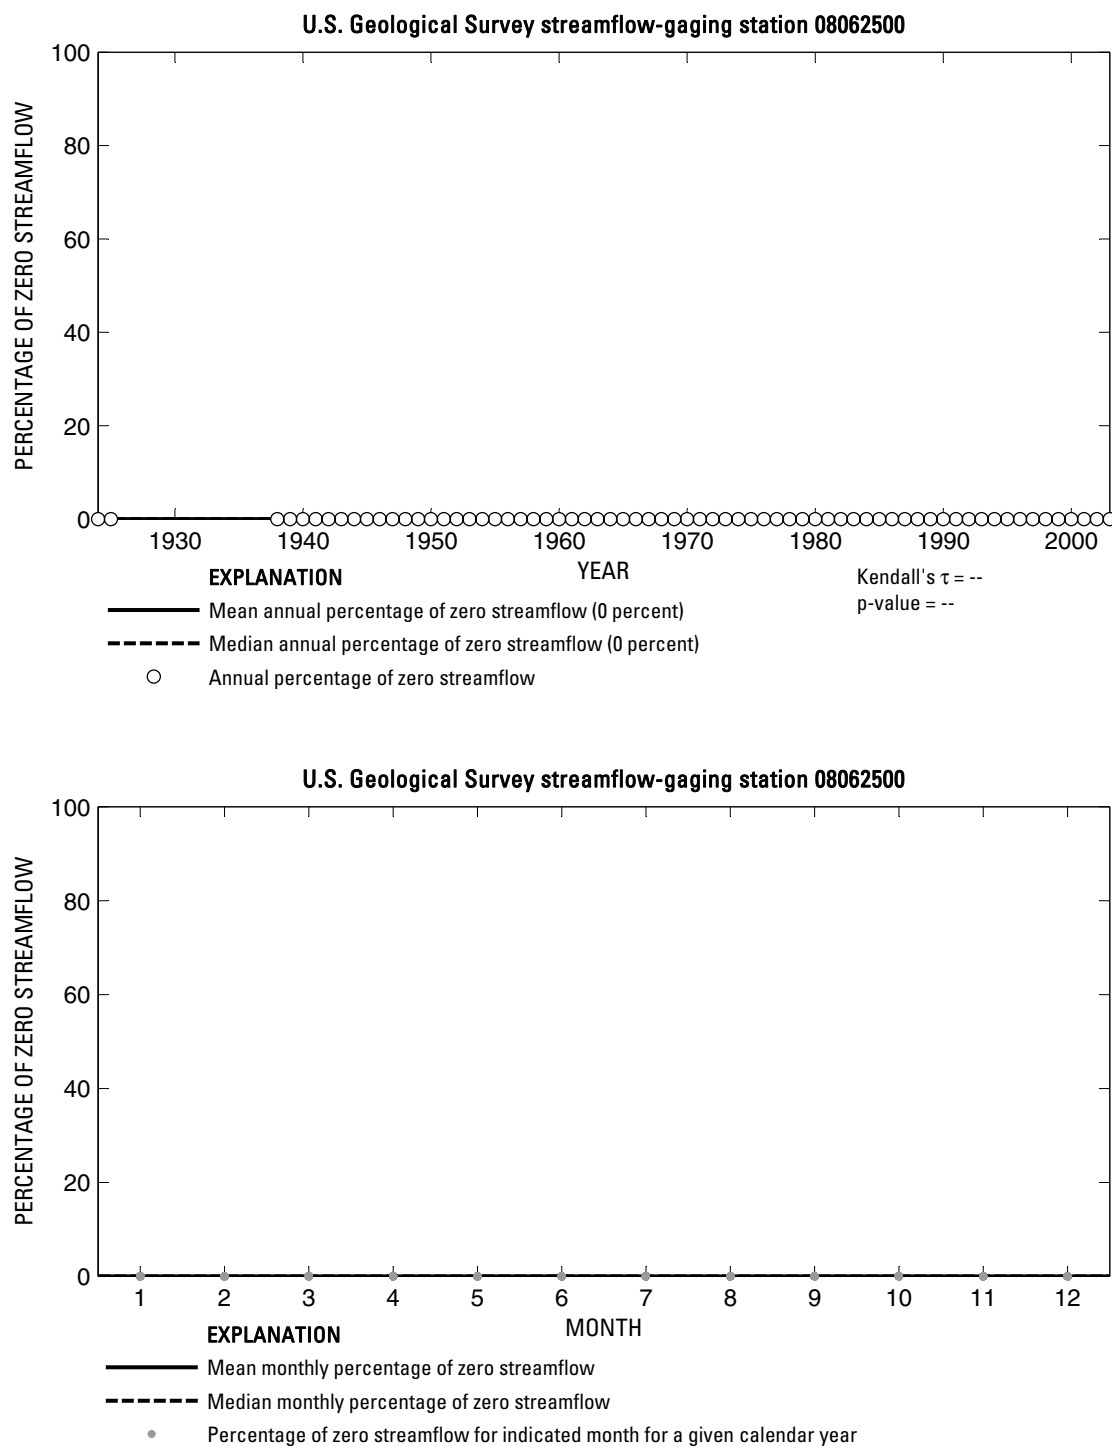 U.S. Geological Survey streamflow-gaging station 08062500
PERCENTAGE OF ZERO STREAMFLOW
100
80
60
40
20
0
1930 1940 1950 1960 1970 1980 1990 2000
YEAR
EXPLANATION
Mean annual percentage of zero streamflow (0 percent)
Median annual percentage of zero streamflow (0 percent)
Annual percentage of zero streamflow
Kendall's τ = --
p-value = --
U.S. Geological Survey streamflow-gaging station 08062500
PERCENTAGE OF ZERO STREAMFLOW
100
80
60
40
20
0
1 2 3 4 5 6 7 8 9 10 11 12
MONTH
EXPLANATION
Mean monthly percentage of zero streamflow
Median monthly percentage of zero streamflow
Percentage of zero streamflow for indicated month for a given calendar year